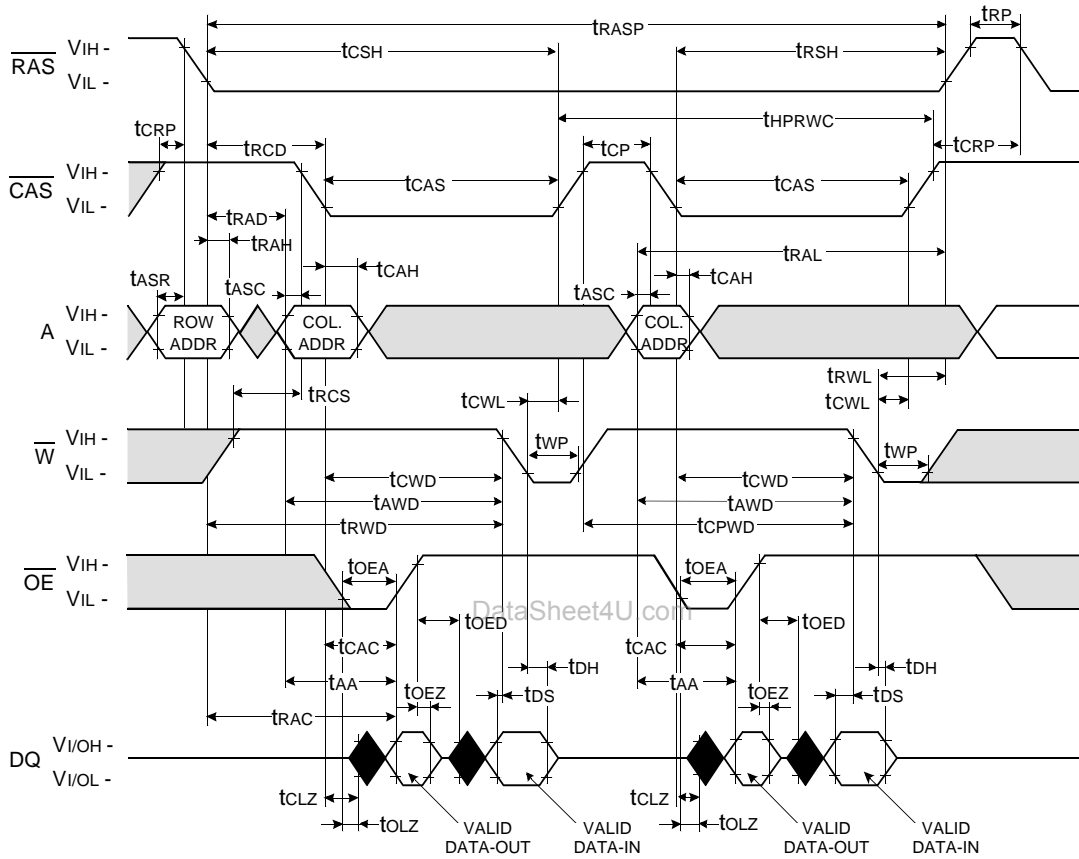 tRASP
tRP
tCSH
tRSH
RAS
VIH -
VIL -
tHPRWC
tCRP
tRCD
tCP
tCRP
CAS
VIH -
VIL -
tCAS
tCAS
tRAD
tRAH
tRAL
tASR
tASC
tCAH
tASC
tCAH
A
VIH -
VIL -
ROW
ADDR
COL.
ADDR
COL.
ADDR
tRWL
tRCS
tCWL
tCWL
W
VIH -
VIL -
tWP
tWP
tCWD
tCWD
tAWD
tAWD
tRWD
tCPWD
OE
VIH -
VIL -
tOEA
tOEA
DataSheet4U.com
tOED
tOED
tCAC
tCAC
tDH
tDH
tAA
tAA
tOEZ
tDS
tOEZ
tDS
tRAC
DQ
VI/OH -
VI/OL -
tCLZ
tCLZ
tOLZ
tOLZ
VALID
DATA-OUT
VALID
DATA-IN
VALID
DATA-OUT
VALID
DATA-IN